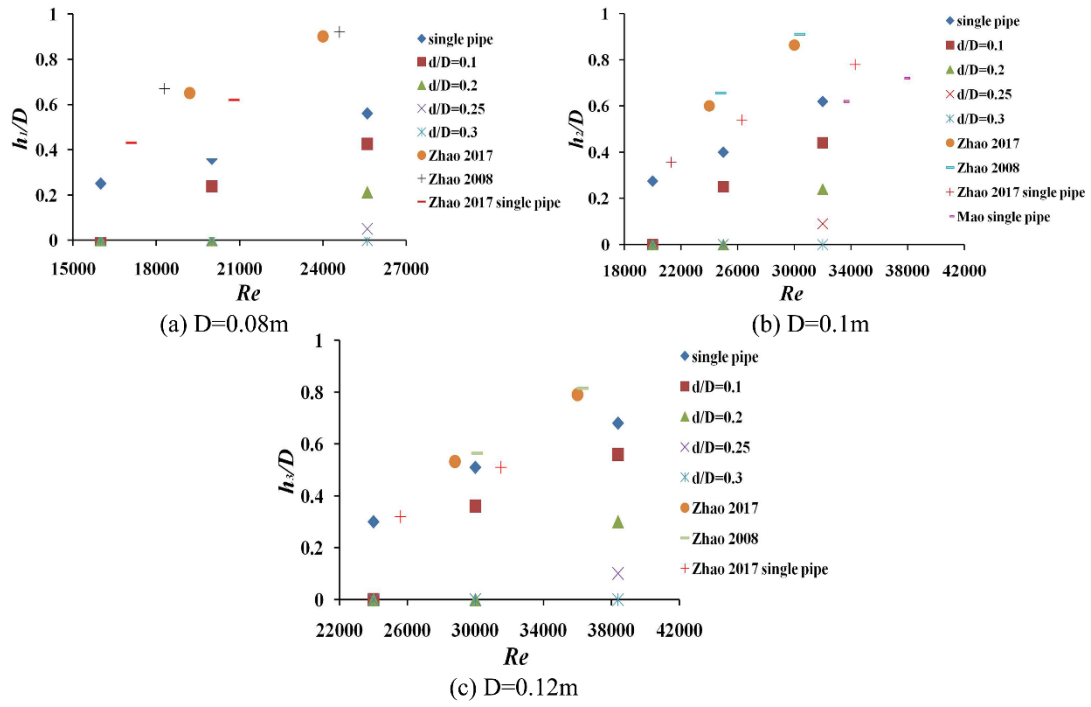 h1/D
1
0.8
0.6
0.4
0.2
0
15000 18000 21000 24000 27000
Re
single pipe
d/D=0.1
d/D=0.2
d/D=0.25
d/D=0.3
Zhao 2017
Zhao 2008
Zhao 2017 single pipe
(a) D=0.08m
h2/D
1
0.8
0.6
0.4
0.2
0
18000 22000 26000 30000 34000 38000 42000
Re
single pipe
d/D=0.1
d/D=0.2
d/D=0.25
d/D=0.3
Zhao 2017
Zhao 2008
Zhao 2017 single pipe
Mao single pipe
(b) D=0.1m
h3/D
1
0.8
0.6
0.4
0.2
0
22000 26000 30000 34000 38000 42000
Re
single pipe
d/D=0.1
d/D=0.2
d/D=0.25
d/D=0.3
Zhao 2017
Zhao 2008
Zhao 2017 single pipe
(c) D=0.12m